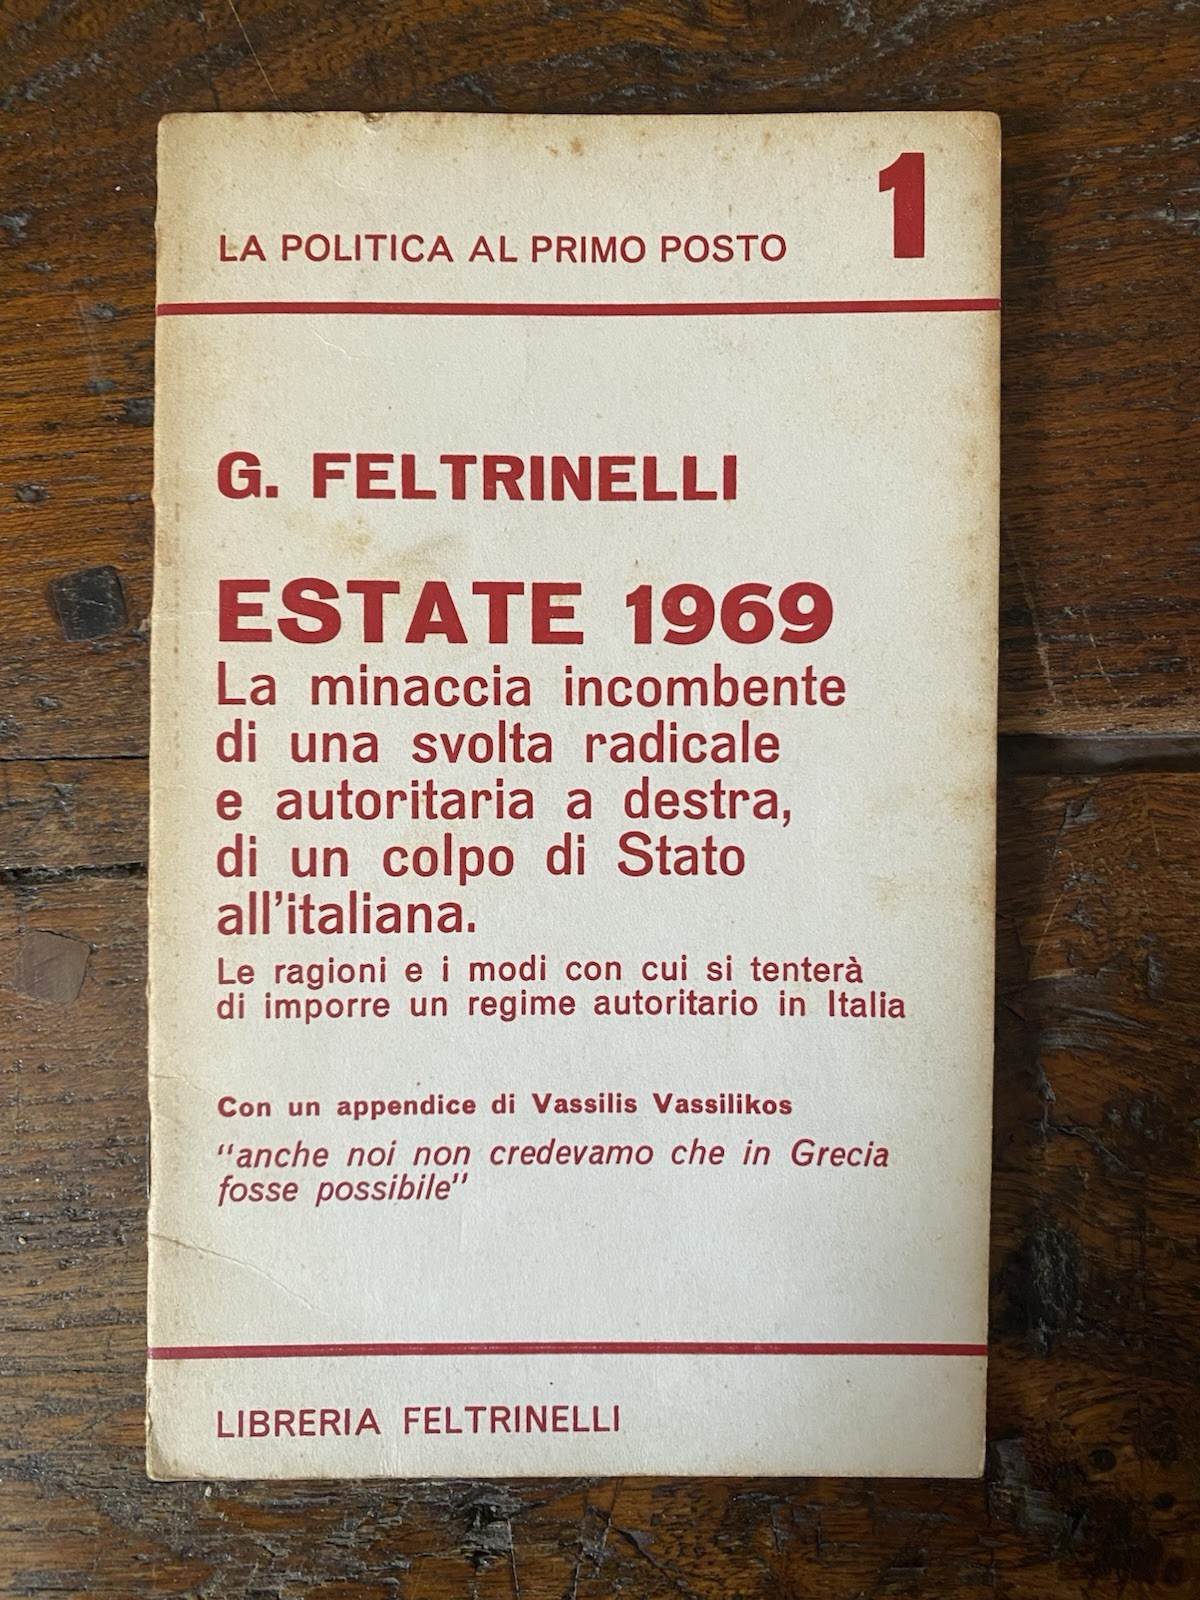 1
LA POLITICA AL PRIMO POSTO
G. FELTRINELLI
ESTATE 1969
La minaccia incombente
di una svolta radicale
e autoritaria a destra,
di un colpo di Stato
all'italiana.
Le ragioni e i modi con cui si tenterà
di imporre un regime autoritario in Italia
Con un appendice di Vassilis Vassilikos
"anche noi non credevamo che in Grecia
fosse possibile"
LIBRERIA FELTRINELLI